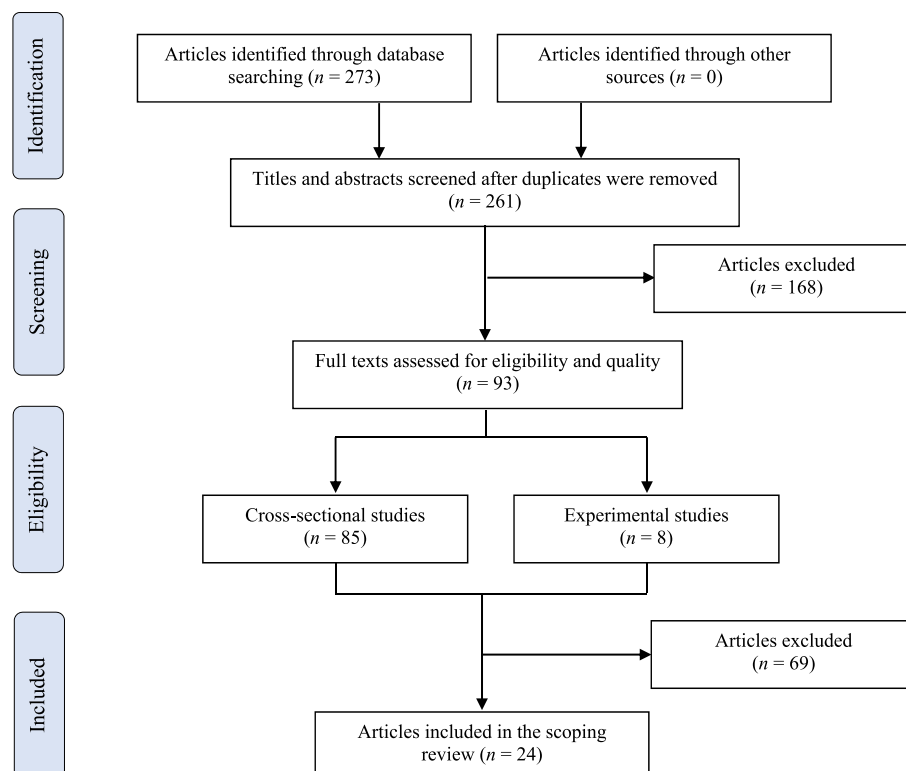 Identification
Articles identified through database
searching (n = 273)
Articles identified through other
sources (n = 0)
Titles and abstracts screened after duplicates were removed
(n = 261)
Screening
Articles excluded
(n = 168)
Full texts assessed for eligibility and quality
(n = 93)
Eligibility
Cross-sectional studies
(n = 85)
Experimental studies
(n = 8)
Included
Articles excluded
(n = 69)
Articles included in the scoping
review (n = 24)